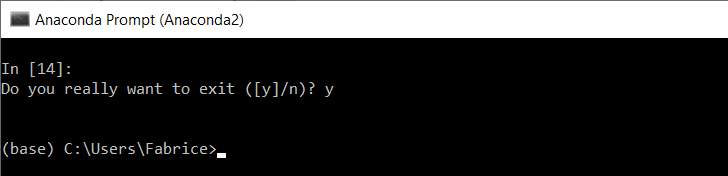 Anaconda Prompt (Anaconda2)
In [14]:
Do you really want to exit ([y]/n)? y
(base) C:\Users\Fabrice>